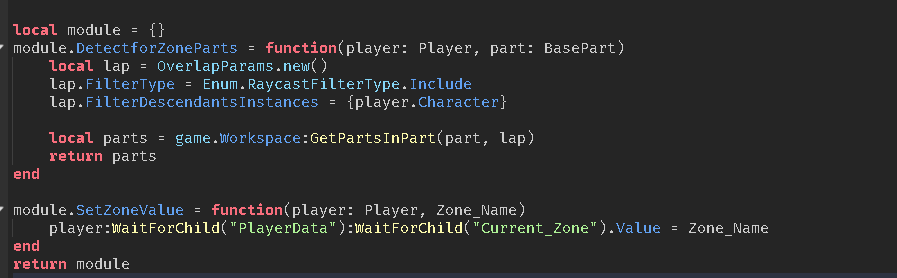 local module = {}
module.DetectforZoneParts = function(player: Player, part: BasePart)
    local lap = OverlapParams.new()
    lap.FilterType = Enum.RaycastFilterType.Include
    lap.FilterDescendantsInstances = {player.Character}

    local parts = game.Workspace:GetPartsInPart(part, lap)
    return parts
end

module.SetZoneValue = function(player: Player, Zone_Name)
    player:WaitForChild("PlayerData"):WaitForChild("Current_Zone").Value = Zone_Name
end
return module